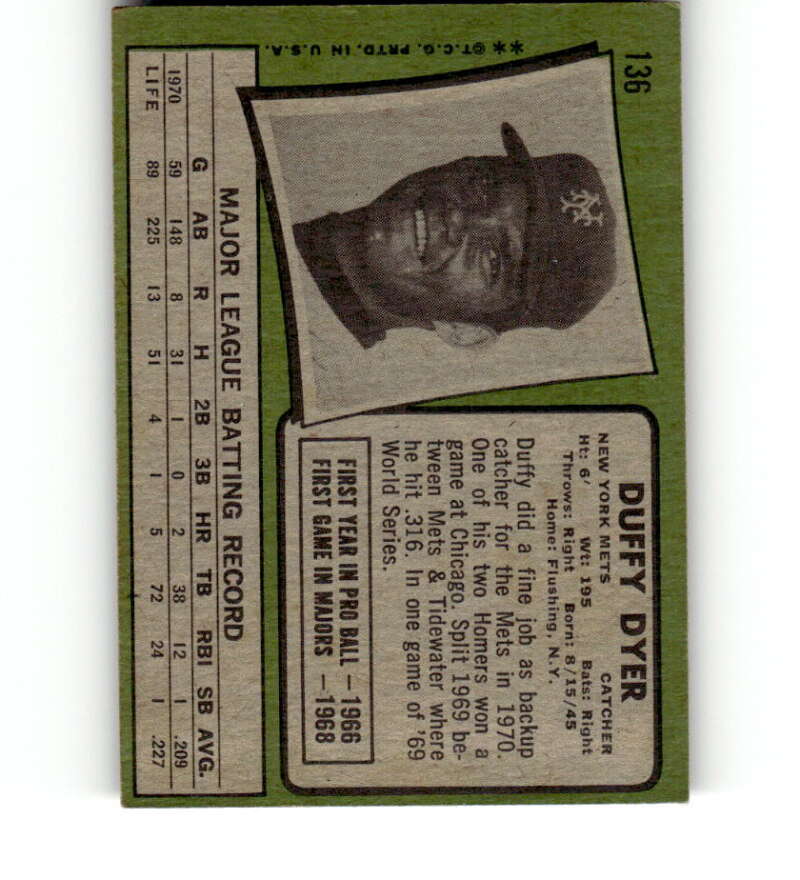 136
**©T.C.G. PRTD. IN U.S.A.
NY
DUFFY DYER
NEW YORK METS CATCHER
Ht: 6' Wt: 195 Bats: Right
Throws: Right Born: 8/15/45
Home: Flushing, N.Y.
Duffy did a fine job as backup
catcher for the Mets in 1970.
One of his two Homers won a
game at Chicago. Split 1969 be-
tween Mets & Tidewater where
he hit .316. In one game of '69
World Series.
FIRST YEAR IN PRO BALL — 1966
FIRST GAME IN MAJORS — 1968
MAJOR LEAGUE BATTING RECORD
G AB R H 2B 3B HR TB RBI SB AVG.
1970 59 148 8 31 1 0 2 38 12 1 .209
LIFE 89 225 13 51 4 1 5 72 24 1 .227